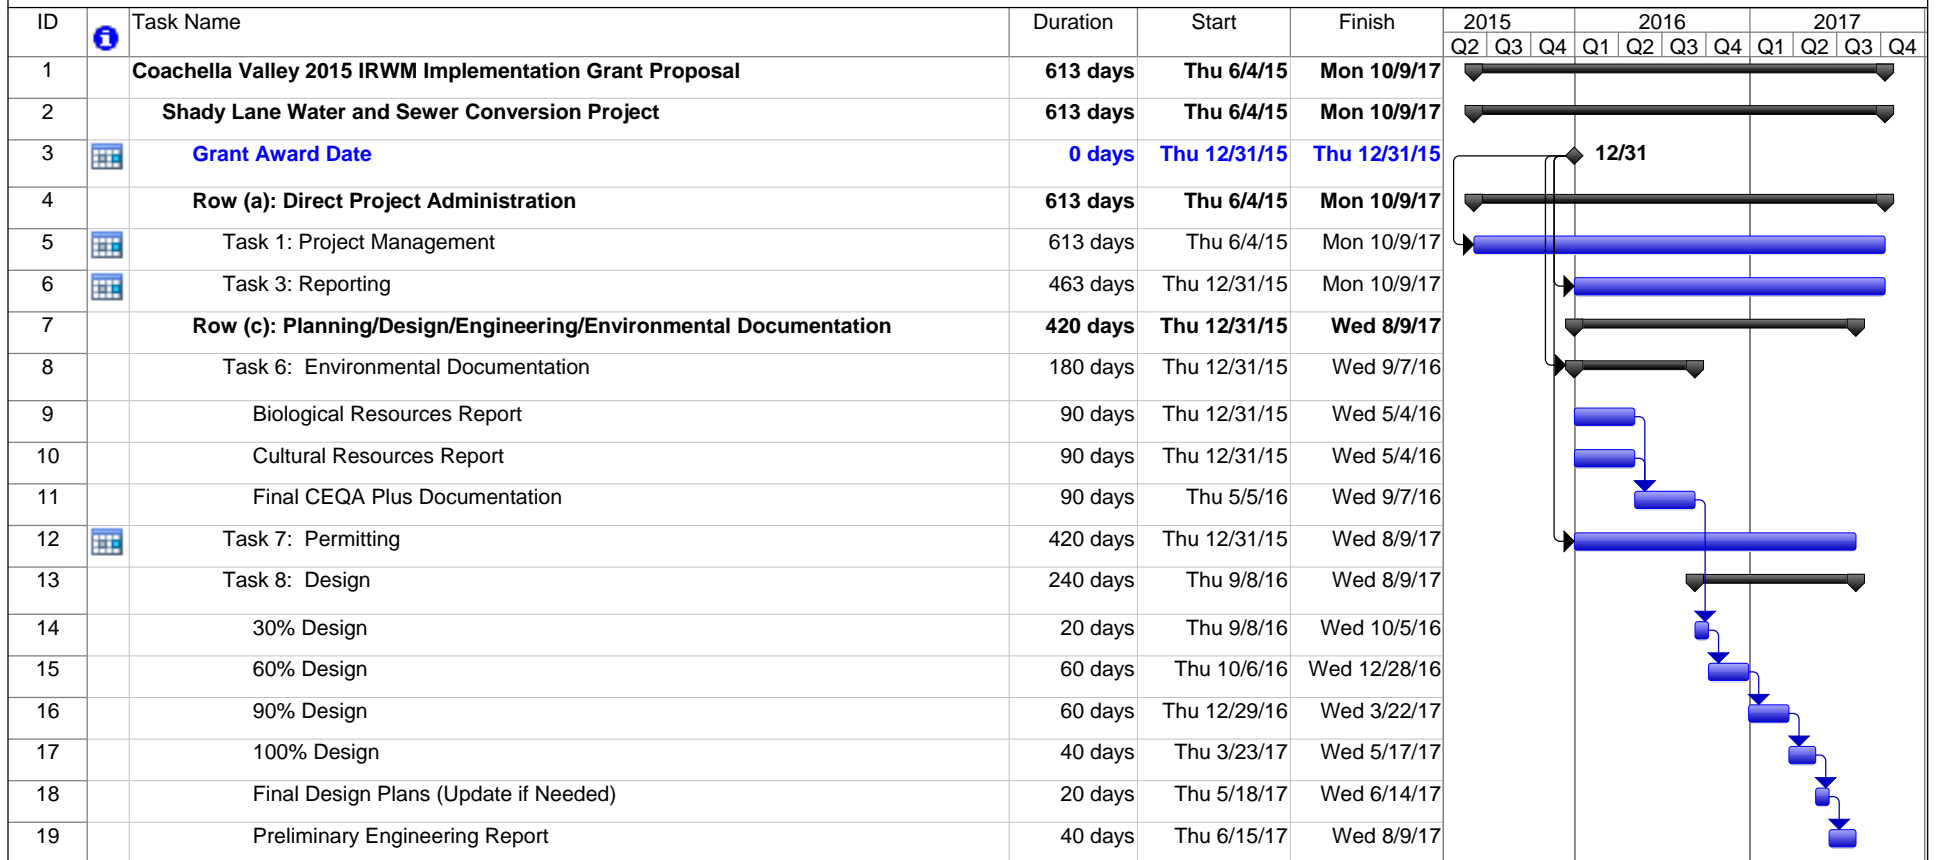 ID Task Name Duration Start Finish 2015 2016 2017
Q2 Q3 Q4 Q1 Q2 Q3 Q4 Q1 Q2 Q3 Q4
1 Coachella Valley 2015 IRWM Implementation Grant Proposal 613 days Thu 6/4/15 Mon 10/9/17
2 Shady Lane Water and Sewer Conversion Project 613 days Thu 6/4/15 Mon 10/9/17
3 Grant Award Date 0 days Thu 12/31/15 Thu 12/31/15 12/31
4 Row (a): Direct Project Administration 613 days Thu 6/4/15 Mon 10/9/17
5 Task 1: Project Management 613 days Thu 6/4/15 Mon 10/9/17
6 Task 3: Reporting 463 days Thu 12/31/15 Mon 10/9/17
7 Row (c): Planning/Design/Engineering/Environmental Documentation 420 days Thu 12/31/15 Wed 8/9/17
8 Task 6: Environmental Documentation 180 days Thu 12/31/15 Wed 9/7/16
9 Biological Resources Report 90 days Thu 12/31/15 Wed 5/4/16
10 Cultural Resources Report 90 days Thu 12/31/15 Wed 5/4/16
11 Final CEQA Plus Documentation 90 days Thu 5/5/16 Wed 9/7/16
12 Task 7: Permitting 420 days Thu 12/31/15 Wed 8/9/17
13 Task 8: Design 240 days Thu 9/8/16 Wed 8/9/17
14 30% Design 20 days Thu 9/8/16 Wed 10/5/16
15 60% Design 60 days Thu 10/6/16 Wed 12/28/16
16 90% Design 60 days Thu 12/29/16 Wed 3/22/17
17 100% Design 40 days Thu 3/23/17 Wed 5/17/17
18 Final Design Plans (Update if Needed) 20 days Thu 5/18/17 Wed 6/14/17
19 Preliminary Engineering Report 40 days Thu 6/15/17 Wed 8/9/17